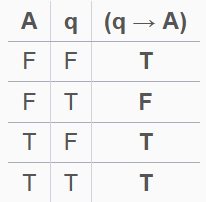 A q (q → A)
F F T
F T F
T F T
T T T